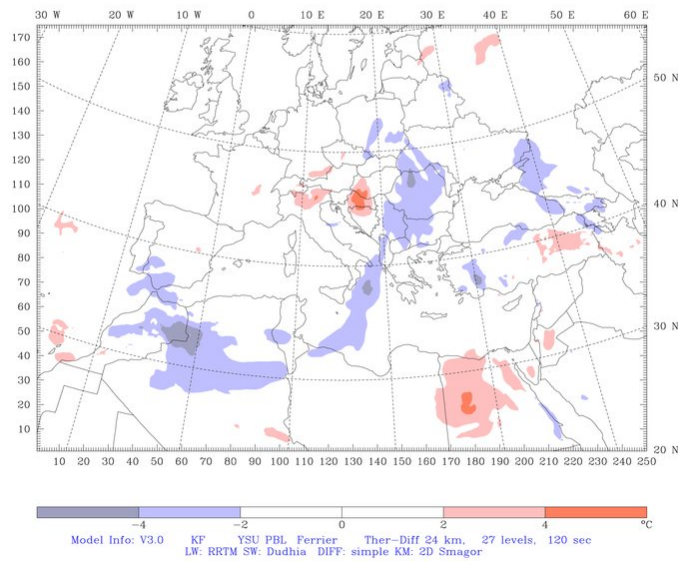 30 W 20 W 10 W 0 10 E 20 E 30 E 40 E 50 E 60 E
170
160
50 N
150
140
130
120
110
40 N
100
90
80
70
60
50
30 N
40
30
20
10
20 N
10 20 30 40 50 60 70 80 90 100 110 120 130 140 150 160 170 180 190 200 210 220 230 240 250
-4 -2 0 2 4 °C
Model Info: V3.0 KF YSU PBL Ferrier Ther-Diff 24 km, 27 levels, 120 sec
LW: RRTM SW: Dudhia DIFF: simple KM: 2D Smagor